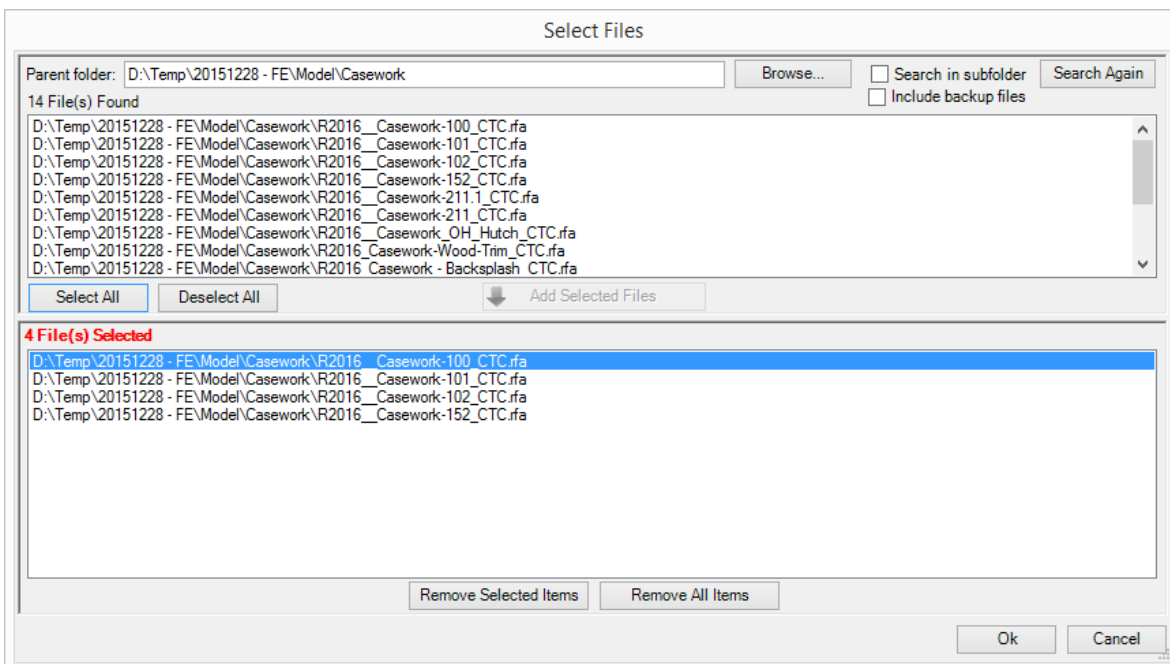 Select Files
Parent folder: D:\Temp\20151228 - FE\Model\Casework Browse... Search in subfolder Search Again
14 File(s) Found Include backup files
D:\Temp\20151228 - FE\Model\Casework\R2016__Casework-100_CTC.rfa
D:\Temp\20151228 - FE\Model\Casework\R2016__Casework-101_CTC.rfa
D:\Temp\20151228 - FE\Model\Casework\R2016__Casework-102_CTC.rfa
D:\Temp\20151228 - FE\Model\Casework\R2016__Casework-152_CTC.rfa
D:\Temp\20151228 - FE\Model\Casework\R2016__Casework-211.1_CTC.rfa
D:\Temp\20151228 - FE\Model\Casework\R2016__Casework-211_CTC.rfa
D:\Temp\20151228 - FE\Model\Casework\R2016__Casework_OH_Hutch_CTC.rfa
D:\Temp\20151228 - FE\Model\Casework\R2016_Casework-Wood-Trim_CTC.rfa
D:\Temp\20151228 - FE\Model\Casework\R2016_Casework - Backsplash_CTC.rfa
Select All Deselect All Add Selected Files
4 File(s) Selected
D:\Temp\20151228 - FE\Model\Casework\R2016__Casework-100_CTC.rfa
D:\Temp\20151228 - FE\Model\Casework\R2016__Casework-101_CTC.rfa
D:\Temp\20151228 - FE\Model\Casework\R2016__Casework-102_CTC.rfa
D:\Temp\20151228 - FE\Model\Casework\R2016__Casework-152_CTC.rfa
Remove Selected Items Remove All Items
Ok Cancel